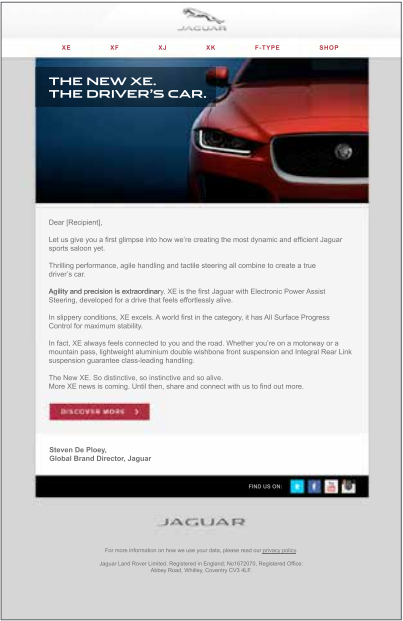 JAGUAR
XE XF XJ XK F-TYPE SHOP
THE NEW XE.
THE DRIVER'S CAR.
Dear [Recipient],
Let us give you a first glimpse into how we're creating the most dynamic and efficient Jaguar
sports saloon yet.
Thrilling performance, agile handling and tactile steering all combine to create a true
driver's car.
Agility and precision is extraordinary. XE is the first Jaguar with Electronic Power Assist
Steering, developed for a drive that feels effortlessly alive.
In slippery conditions, XE excels. A world first in the category, it has All Surface Progress
Control for maximum stability.
In fact, XE always feels connected to you and the road. Whether you're on a motorway or a
mountain pass, lightweight aluminium double wishbone front suspension and Integral Rear Link
suspension guarantee class-leading handling.
The New XE. So distinctive, so instinctive and so alive.
More XE news is coming. Until then, share and connect with us to find out more.
DISCOVER MORE >
Steven De Ploey,
Global Brand Director, Jaguar
FIND US ON:
JAGUAR
For more information on how we use your data, please read our privacy policy.
Jaguar Land Rover Limited. Registered in England: No1672070. Registered Office:
Abbey Road, Whitley, Coventry CV3 4LF